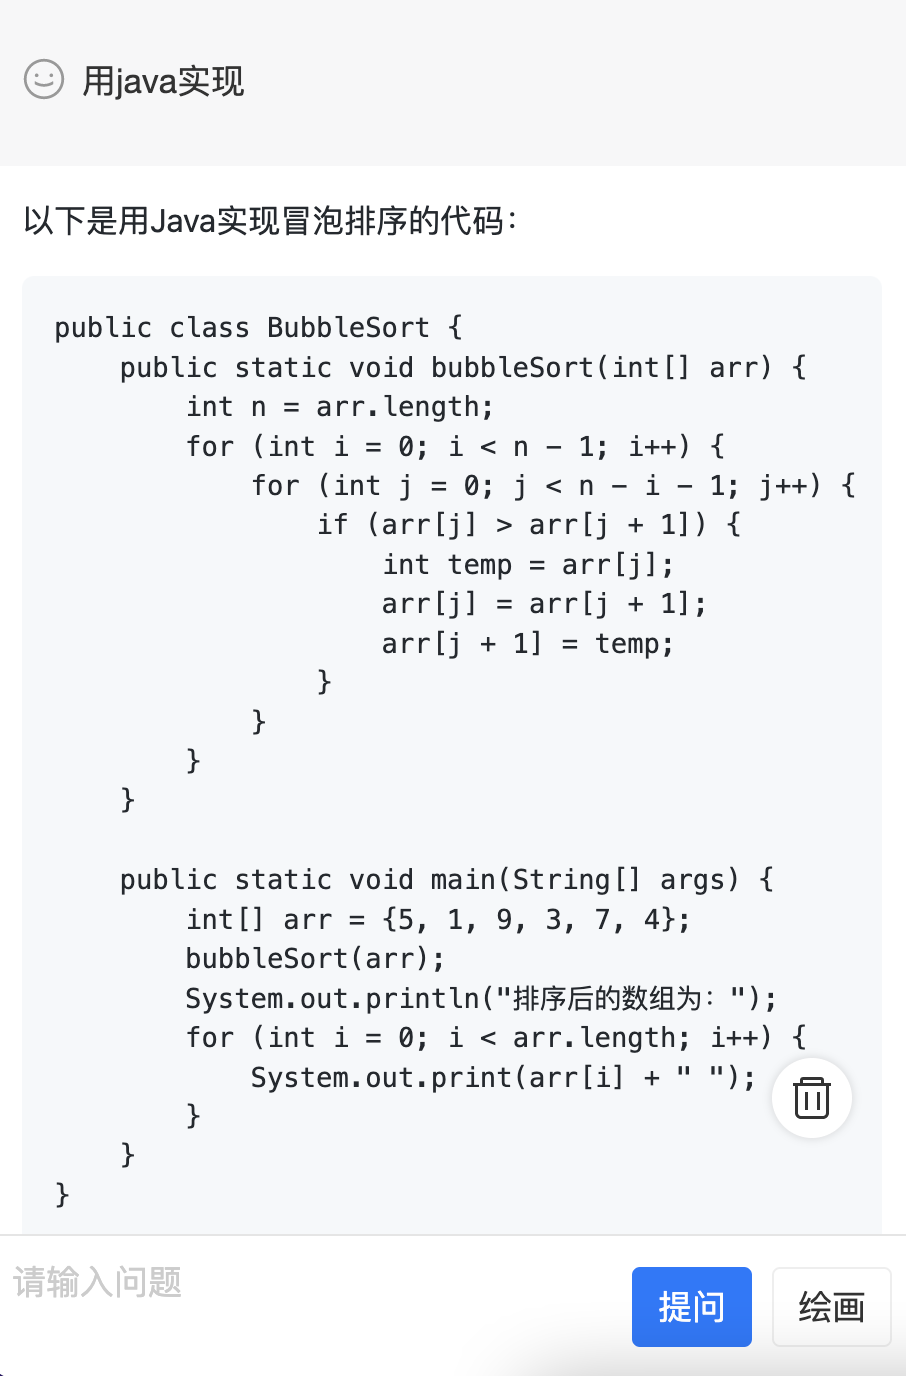 用java实现
以下是用Java实现冒泡排序的代码：
public class BubbleSort {
    public static void bubbleSort(int[] arr) {
        int n = arr.length;
        for (int i = 0; i < n - 1; i++) {
            for (int j = 0; j < n - i - 1; j++) {
                if (arr[j] > arr[j + 1]) {
                    int temp = arr[j];
                    arr[j] = arr[j + 1];
                    arr[j + 1] = temp;
                }
            }
        }
    }

    public static void main(String[] args) {
        int[] arr = {5, 1, 9, 3, 7, 4};
        bubbleSort(arr);
        System.out.println("排序后的数组为：");
        for (int i = 0; i < arr.length; i++) {
            System.out.print(arr[i] + " ");
        }
    }
}
请输入问题
提问
绘画